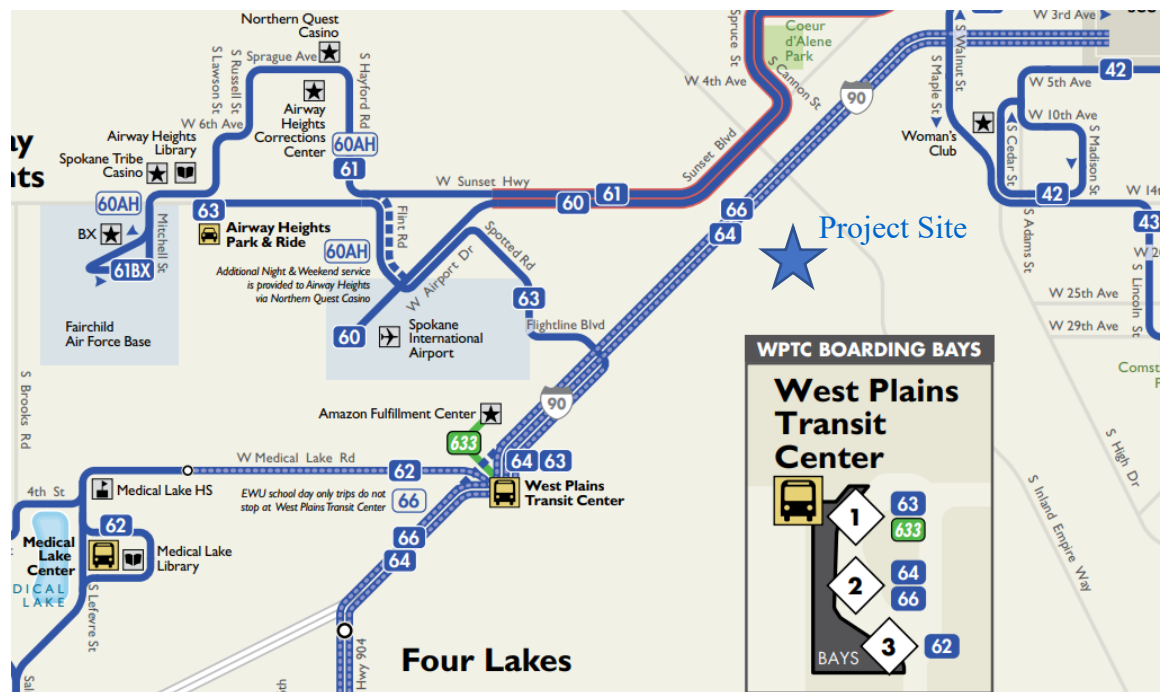 Northern Quest
Casino
Sprague Ave
S Lawson St
S Russell St
S Hayford Rd
W 6th Ave
Airway
Heights
Corrections
Center
60AH
61
Airway Heights
Library
Spokane Tribe
Casino
60AH
BX
61BX
Mitchell St
Fairchild
Air Force Base
63
Airway Heights
Park & Ride
60AH
Additional Night & Weekend service
is provided to Airway Heights
via Northern Quest Casino
Flint Rd
W Sunset Hwy
60
61
Sunset Blvd
W Airport Dr
Spotted Rd
63
Flightline Blvd
60
Spokane
International
Airport
Spruce St
Coeur
d'Alene
Park
W 4th Ave
S Cannon St
90
66
64
Project Site
W 3rd Ave
S Walnut St
S Maple St
42
W 5th Ave
W 10th Ave
Woman's
Club
S Cedar St
S Madison St
42
43
S Adams St
S Lincoln St
W 25th Ave
W 29th Ave
S High Dr
S Inland Empire Way
S Brooks Rd
90
Amazon Fulfillment Center
633
64
63
West Plains
Transit Center
W Medical Lake Rd
62
EWU school day only trips do not
stop at West Plains Transit Center
66
4th St
Medical Lake HS
62
Medical
Lake
Center
Medical Lake
Library
S Lefevre St
66
64
Hwy 904
Four Lakes
WPTC BOARDING BAYS
West Plains
Transit
Center
1
63
633
2
64
66
3
62
BAYS